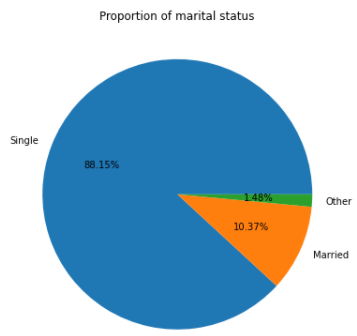 Proportion of marital status
Single
88.15%
1.48%
Other
10.37%
Married